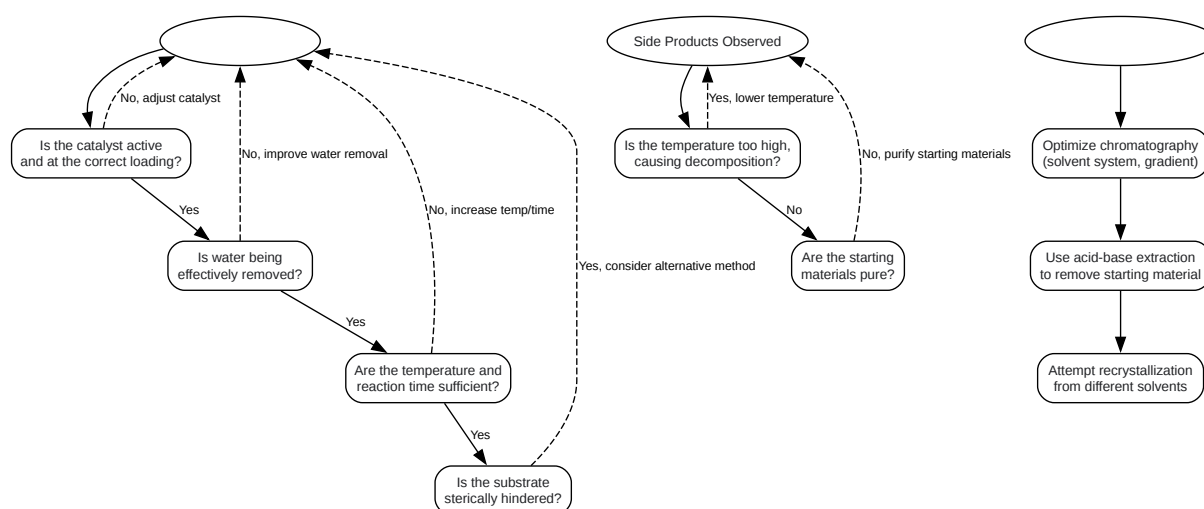 Side Products Observed
No, adjust catalyst
Yes, lower temperature
Is the catalyst active
and at the correct loading?
No, improve water removal
Is the temperature too high,
causing decomposition?
No, purify starting materials
Optimize chromatography
(solvent system, gradient)
Yes
No, increase temp/time
No
Is water being
effectively removed?
Yes, consider alternative method
Are the starting
materials pure?
Use acid-base extraction
to remove starting material
Yes
Are the temperature and
reaction time sufficient?
Attempt recrystallization
from different solvents
Yes
Is the substrate
sterically hindered?